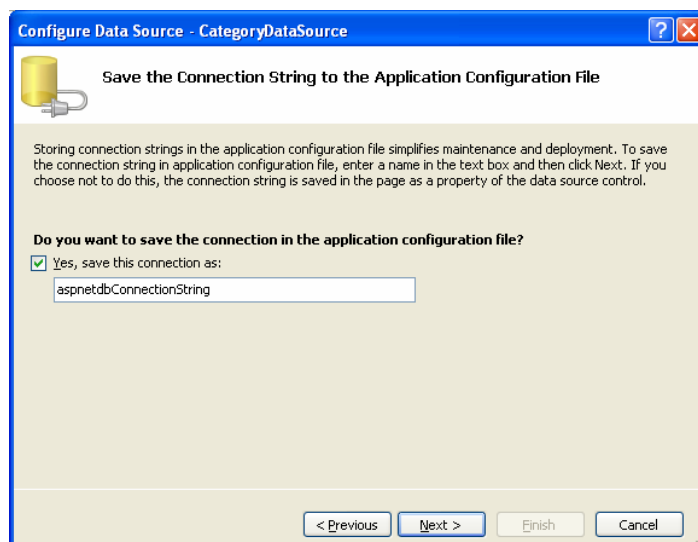 Configure Data Source - CategoryDataSource
Save the Connection String to the Application Configuration File
Storing connection strings in the application configuration file simplifies maintenance and deployment. To save
the connection string in application configuration file, enter a name in the text box and then click Next. If you
choose not to do this, the connection string is saved in the page as a property of the data source control.
Do you want to save the connection in the application configuration file?
Yes, save this connection as:
aspnetdbConnectionString
< Previous Next > Finish Cancel